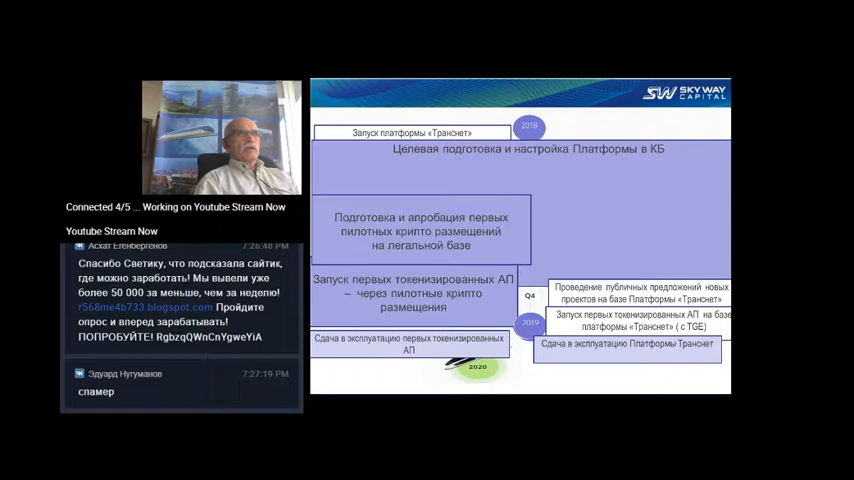 SKY WAY
CAPITAL
2018
Запуск платформы «Транснет»
Целевая подготовка и настройка Платформы в КБ
Подготовка и апробация первых
пилотных крипто размещений
на легальной базе
Запуск первых токенизированных АП
– через пилотные крипто
размещения
Q4
Проведение публичных предложений новых
проектов на базе Платформы «Транснет»
2019
Запуск первых токенизированных АП на базе
платформы «Транснет» ( с TGE)
Сдача в эксплуатацию первых токенизированных
АП
Сдача в эксплуатацию Платформы Транснет
2020
Connected 4/5 ... Working on Youtube Stream Now
Youtube Stream Now
Асхат Егенбергенов 7:26:48 PM
Спасибо Светику, что подсказала сайтик,
где можно заработать! Мы вывели уже
более 50 000 за меньше, чем за неделю!
r568me4b733.blogspot.com Пройдите
опрос и вперед зарабатывать!
ПОПРОБУЙТЕ! RgbzqQWnCnYgweYiA
Эдуард Нугуманов 7:27:19 PM
спамер